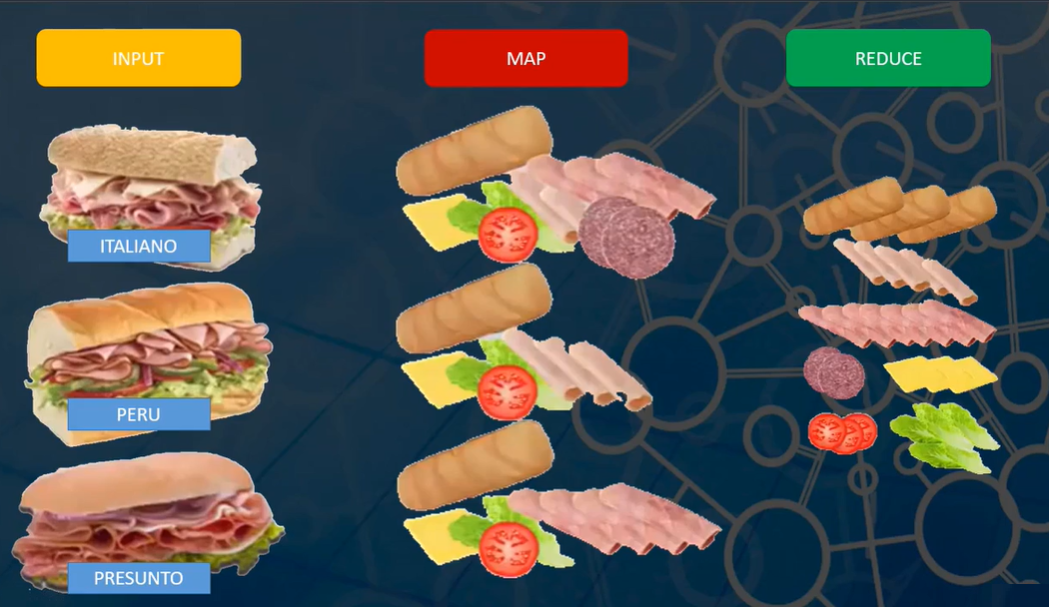 INPUT
MAP
REDUCE
ITALIANO
PERU
PRESUNTO